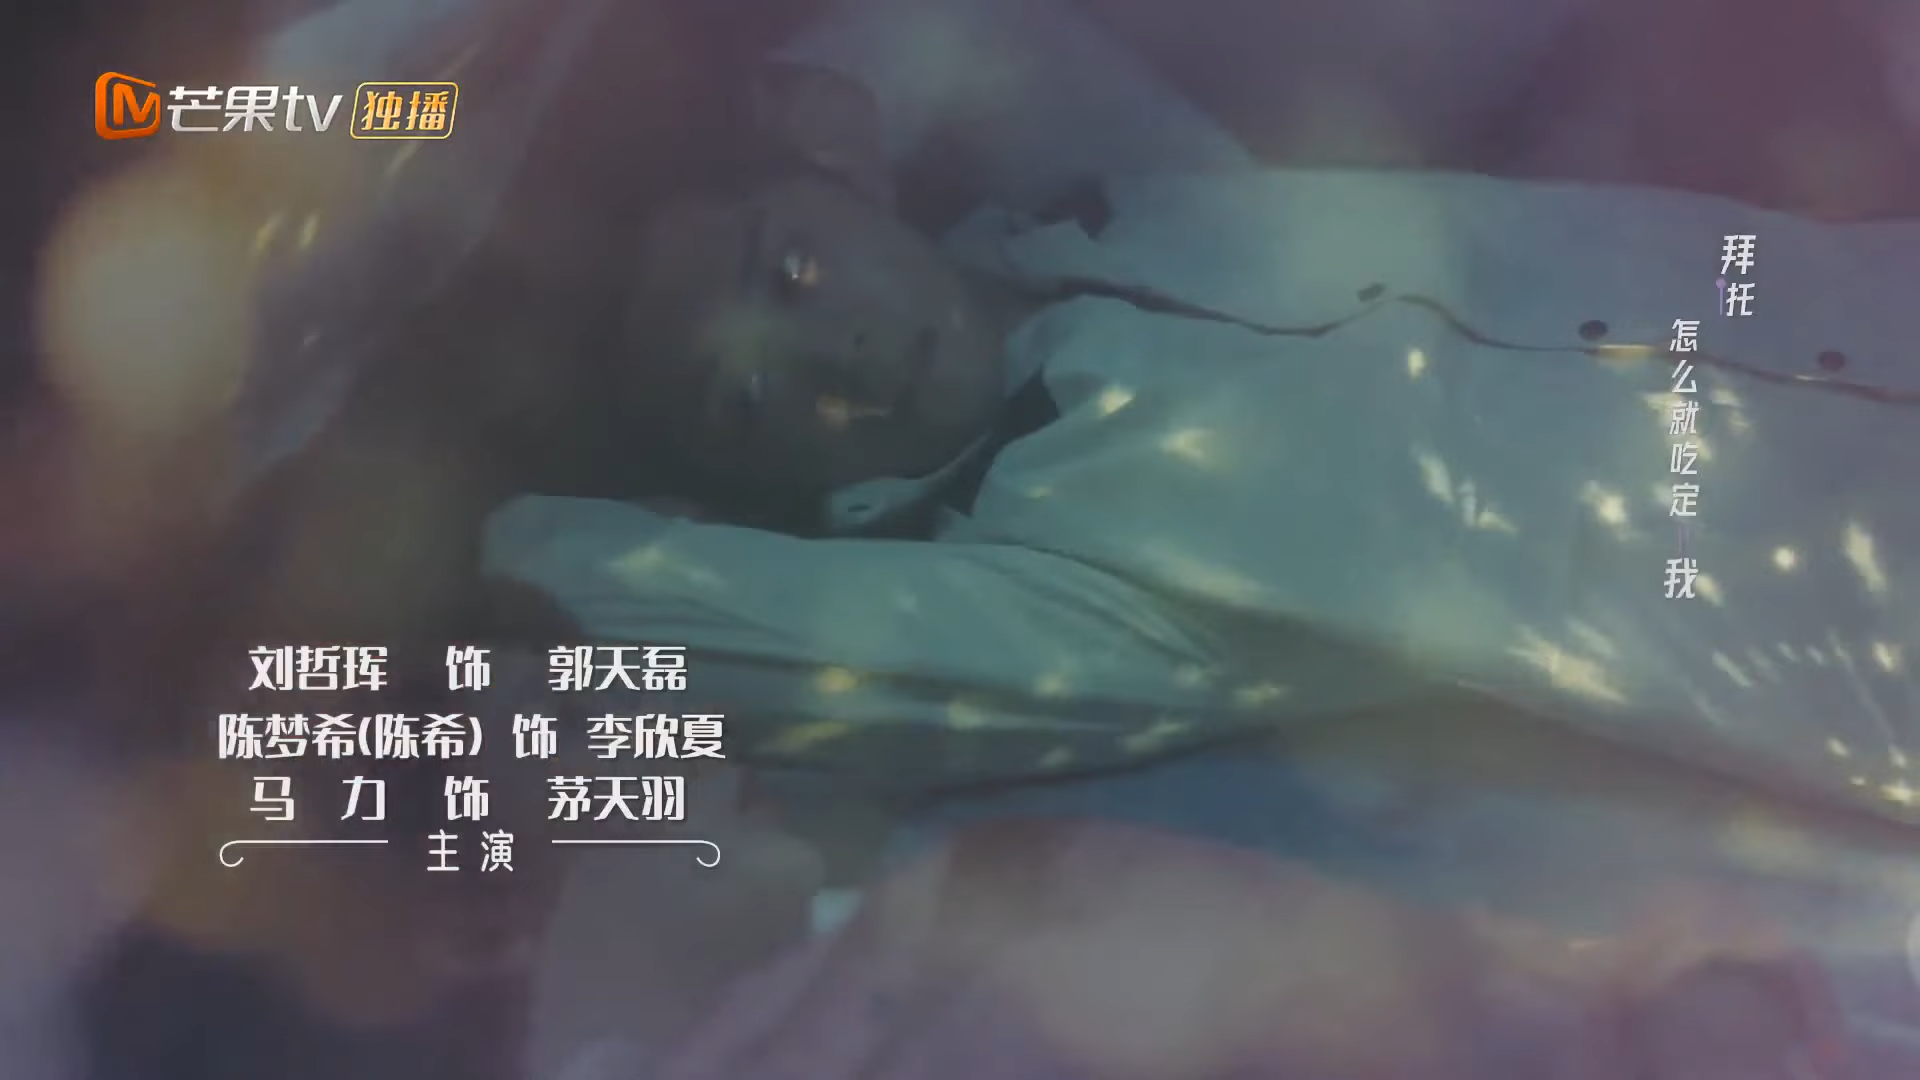 芒果tv 独播
拜托
怎么就吃定我
刘哲珲 饰 郭天磊
陈梦希(陈希) 饰 李欣夏
马力 饰 茅天羽
主演